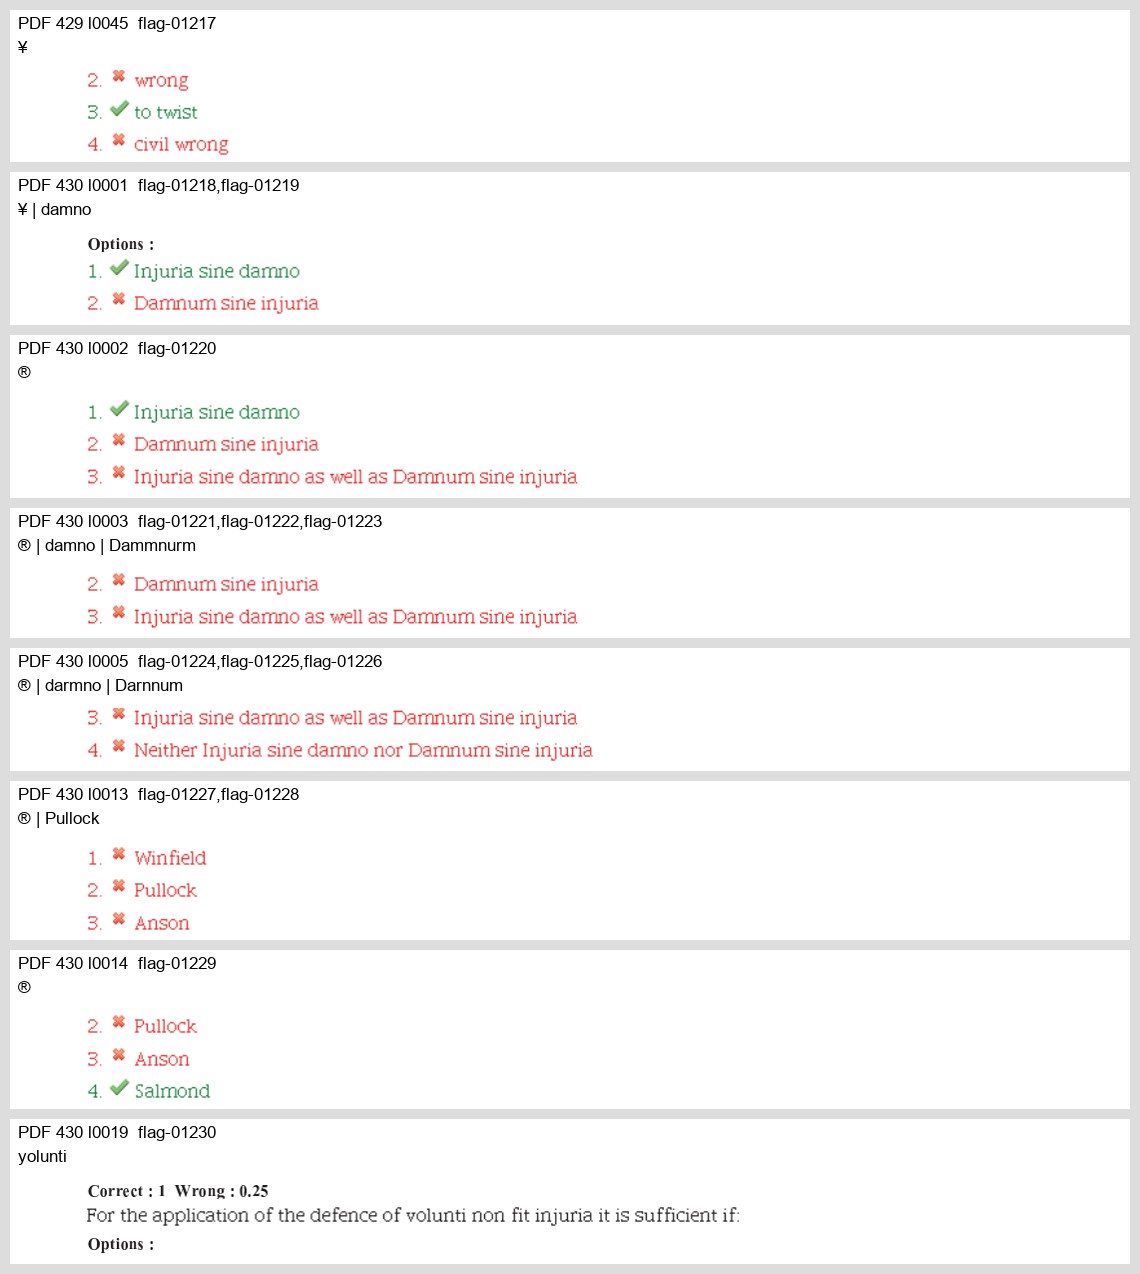 PDF 429 l0045  flag-01217
¥
2. ✖ wrong
3. ✔ to twist
4. ✖ civil wrong
PDF 430 l0001  flag-01218,flag-01219
¥ | damno
Options :
1. ✔ Injuria sine damno
2. ✖ Damnum sine injuria
PDF 430 l0002  flag-01220
®
1. ✔ Injuria sine damno
2. ✖ Damnum sine injuria
3. ✖ Injuria sine damno as well as Damnum sine injuria
PDF 430 l0003  flag-01221,flag-01222,flag-01223
® | damno | Dammnurm
2. ✖ Damnum sine injuria
3. ✖ Injuria sine damno as well as Damnum sine injuria
PDF 430 l0005  flag-01224,flag-01225,flag-01226
® | darmno | Darnnum
3. ✖ Injuria sine damno as well as Damnum sine injuria
4. ✖ Neither Injuria sine damno nor Damnum sine injuria
PDF 430 l0013  flag-01227,flag-01228
® | Pullock
1. ✖ Winfield
2. ✖ Pullock
3. ✖ Anson
PDF 430 l0014  flag-01229
®
2. ✖ Pullock
3. ✖ Anson
4. ✔ Salmond
PDF 430 l0019  flag-01230
yolunti
Correct : 1  Wrong : 0.25
For the application of the defence of volunti non fit injuria it is sufficient if:
Options :